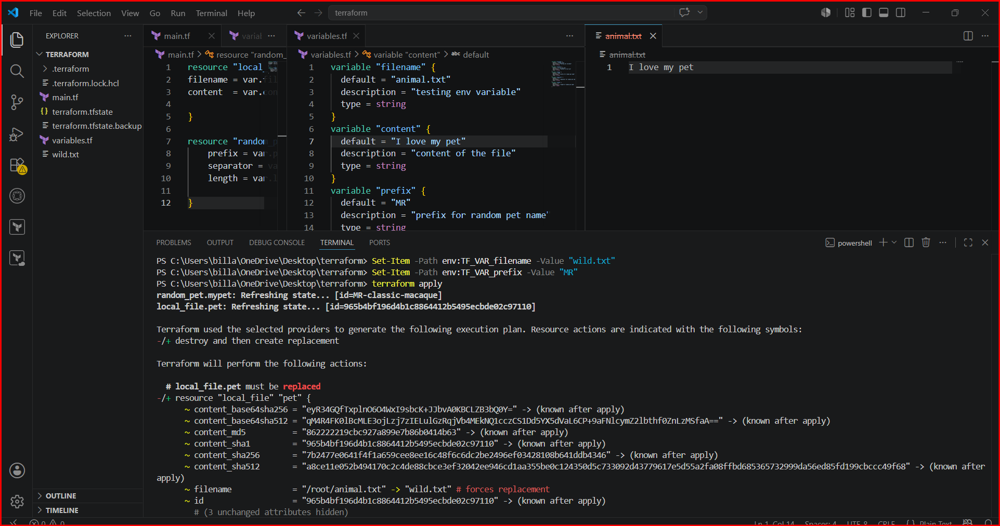 File Edit Selection View Go Run Terminal Help
terraform
EXPLORER
TERRAFORM
.terraform
.terraform.lock.hcl
main.tf
terraform.tfstate
terraform.tfstate.backup
variables.tf
wild.txt
OUTLINE
TIMELINE
main.tf
varial
main.tf > resource "random_
1 resource "local_
2 filename = var.fil
3 content  = var.con
4
5 }
6
7 resource "random_p
8     prefix = var.p
9     separator = va
10     length = var.l
11
12 }
variables.tf
variables.tf > variable "content" > abc default
1 variable "filename" {
2   default = "animal.txt"
3   description = "testing env variable"
4   type = string
5 }
6 variable "content" {
7   default = "I love my pet"
8   description = "content of the file"
9   type = string
10 }
11 variable "prefix" {
12   default = "MR"
13   description = "prefix for random pet name"
14   type = string
animal.txt
animal.txt
1 I love my pet
PROBLEMS OUTPUT DEBUG CONSOLE TERMINAL PORTS
powershell
PS C:\Users\billa\OneDrive\Desktop\terraform> Set-Item -Path env:TF_VAR_filename -Value "wild.txt"
PS C:\Users\billa\OneDrive\Desktop\terraform> Set-Item -Path env:TF_VAR_prefix -Value "MR"
PS C:\Users\billa\OneDrive\Desktop\terraform> terraform apply
random_pet.mypet: Refreshing state... [id=MR-classic-macaque]
local_file.pet: Refreshing state... [id=965b4bf196d4b1c8864412b5495ecbde02c97110]
Terraform used the selected providers to generate the following execution plan. Resource actions are indicated with the following symbols:
-/+ destroy and then create replacement
Terraform will perform the following actions:
# local_file.pet must be replaced
-/+ resource "local_file" "pet" {
~ content_base64sha256 = "eyR34GQfTxplnO6O4WxI9sbcK+JJbvA0KBCLZB3bQ0Y=" -> (known after apply)
~ content_base64sha512 = "qM4R4FK0lBcMLE3ojLzj7zIELulGzRqjVb4MEkNQ1cczCS1Dd5YX5dVaL6CP+9aFNlcymZ2lbthf0ZnLzMSfaA==" -> (known after apply)
~ content_md5          = "862222219cbc927a899e7b86b0414b63" -> (known after apply)
~ content_sha1         = "965b4bf196d4b1c8864412b5495ecbde02c97110" -> (known after apply)
~ content_sha256       = "7b2477e0641f4f1a659cee8ee16c48f6c6dc2be2496ef03428108b641ddb4346" -> (known after apply)
~ content_sha512       = "a8ce11e052b494170c2c4de88cbce3ef32042ee946cd1aa355be0c124350d5c733092d43779617e5d55a2fa08ffbd685365732999da56ed85fd199cbccc49f68" -> (known after
apply)
~ filename             = "/root/animal.txt" -> "wild.txt" # forces replacement
~ id                   = "965b4bf196d4b1c8864412b5495ecbde02c97110" -> (known after apply)
# (3 unchanged attributes hidden)
0 0
Ln 1, Col 14 Spaces: 4 UTF-8 CRLF {} Plain Text